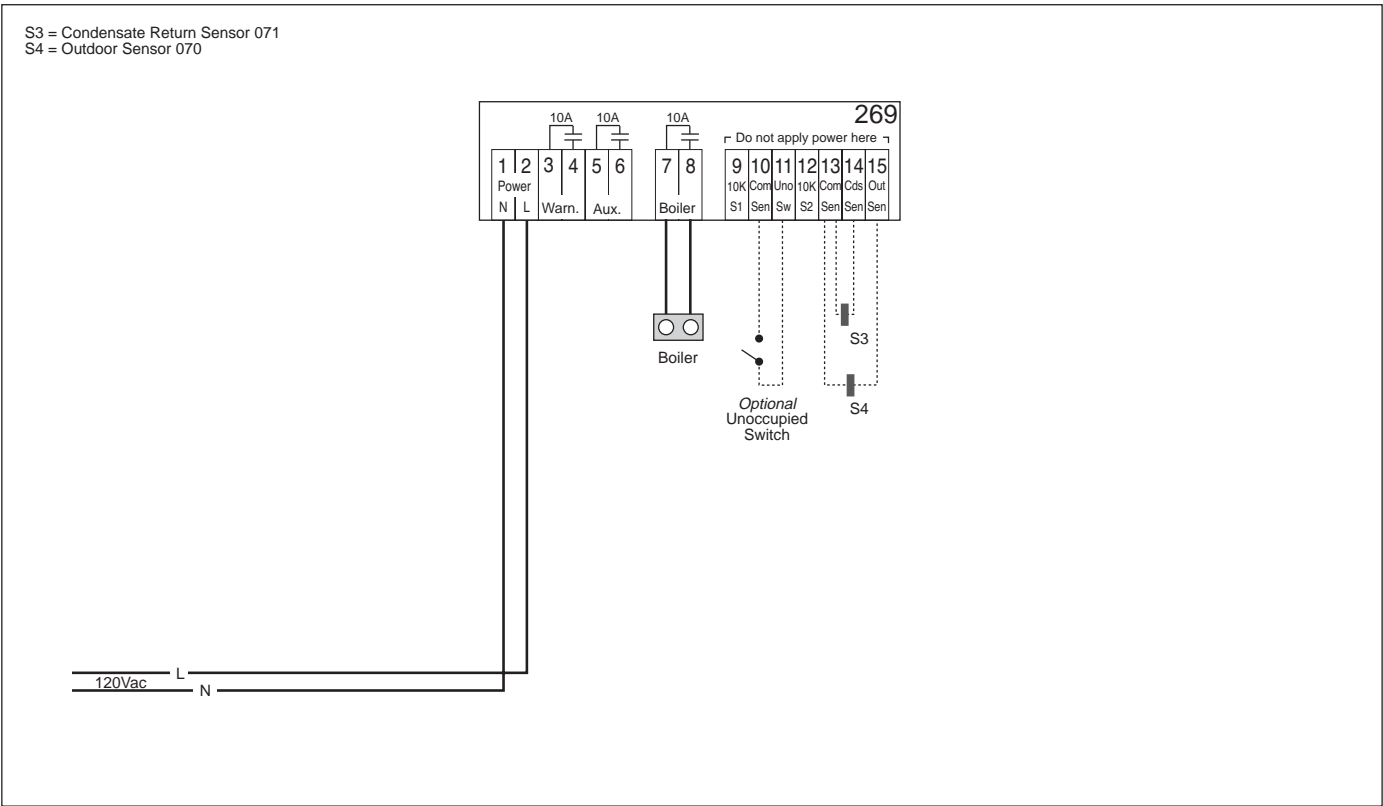 S3 = Condensate Return Sensor 071
S4 = Outdoor Sensor 070
269
10A 10A 10A
Do not apply power here
1 2 3 4 5 6 7 8 9 10 11 12 13 14 15
Power 10K Com Uno 10K Com Cds Out
N L Warn. Aux. Boiler S1 Sen Sw S2 Sen Sen Sen
S3
Boiler
S4
Optional
Unoccupied
Switch
L
120Vac
N